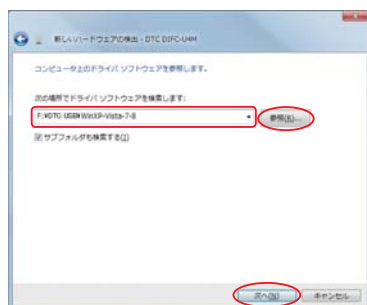 新しいハードウェアの検出 - DTC DIFC-U4M
コンピュータ上のドライバ ソフトウェアを参照します。
次の場所でドライバ ソフトウェアを検索します:
F:¥DTC USB¥WinXP-Vista-7-8
参照(R)...
サブフォルダも検索する(I)
次へ(N)
キャンセル